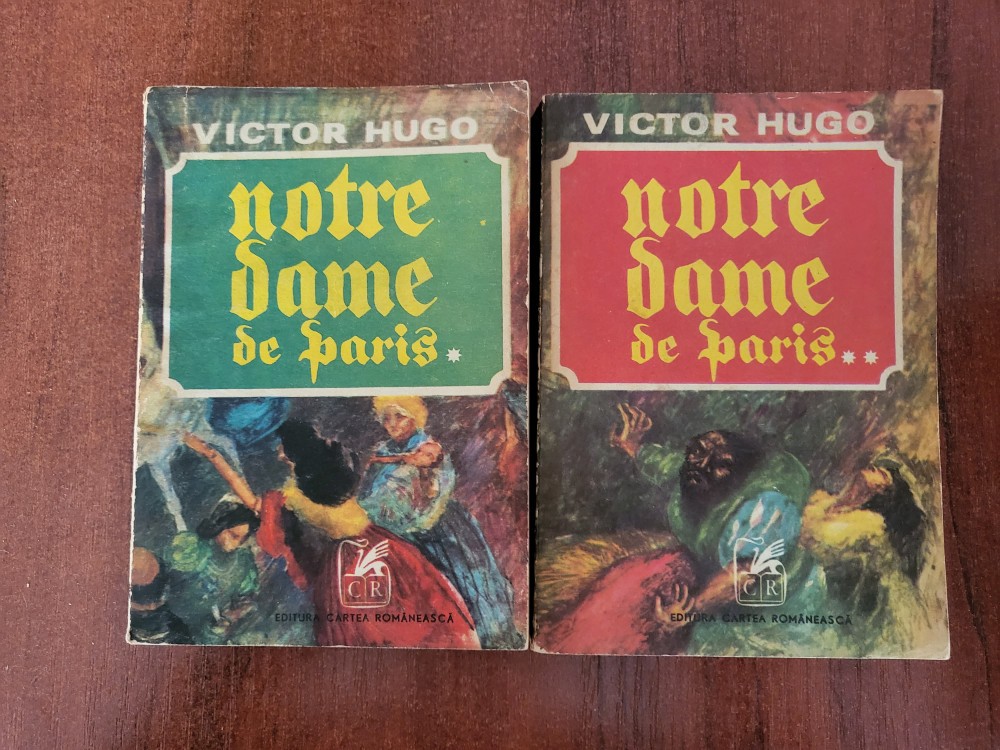 VICTOR HUGO
notre
dame
de paris*
CR
EDITURA CARTEA ROMÂNEASCĂ
VICTOR HUGO
notre
dame
de paris**
CR
EDITURA CARTEA ROMÂNEASCĂ